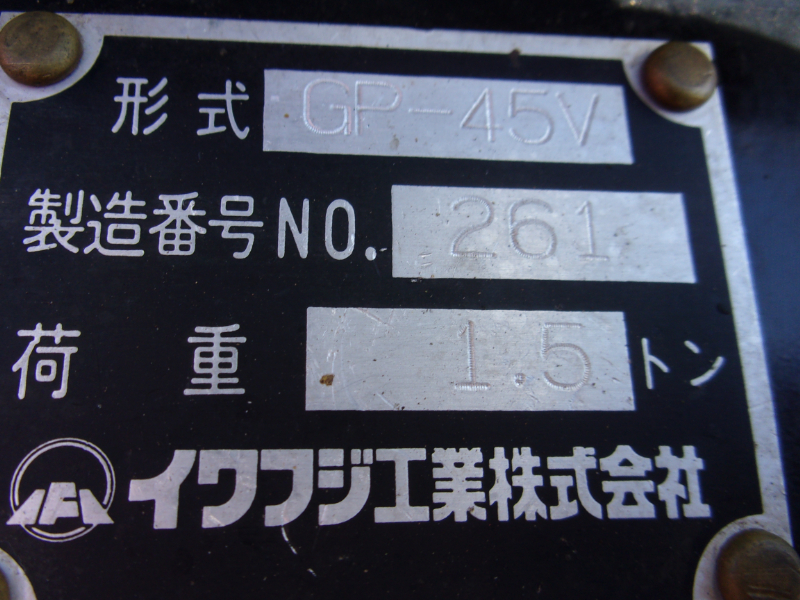 形式 GP-45V
製造番号NO. 261
荷重 1.5トン
イワフジ工業株式会社